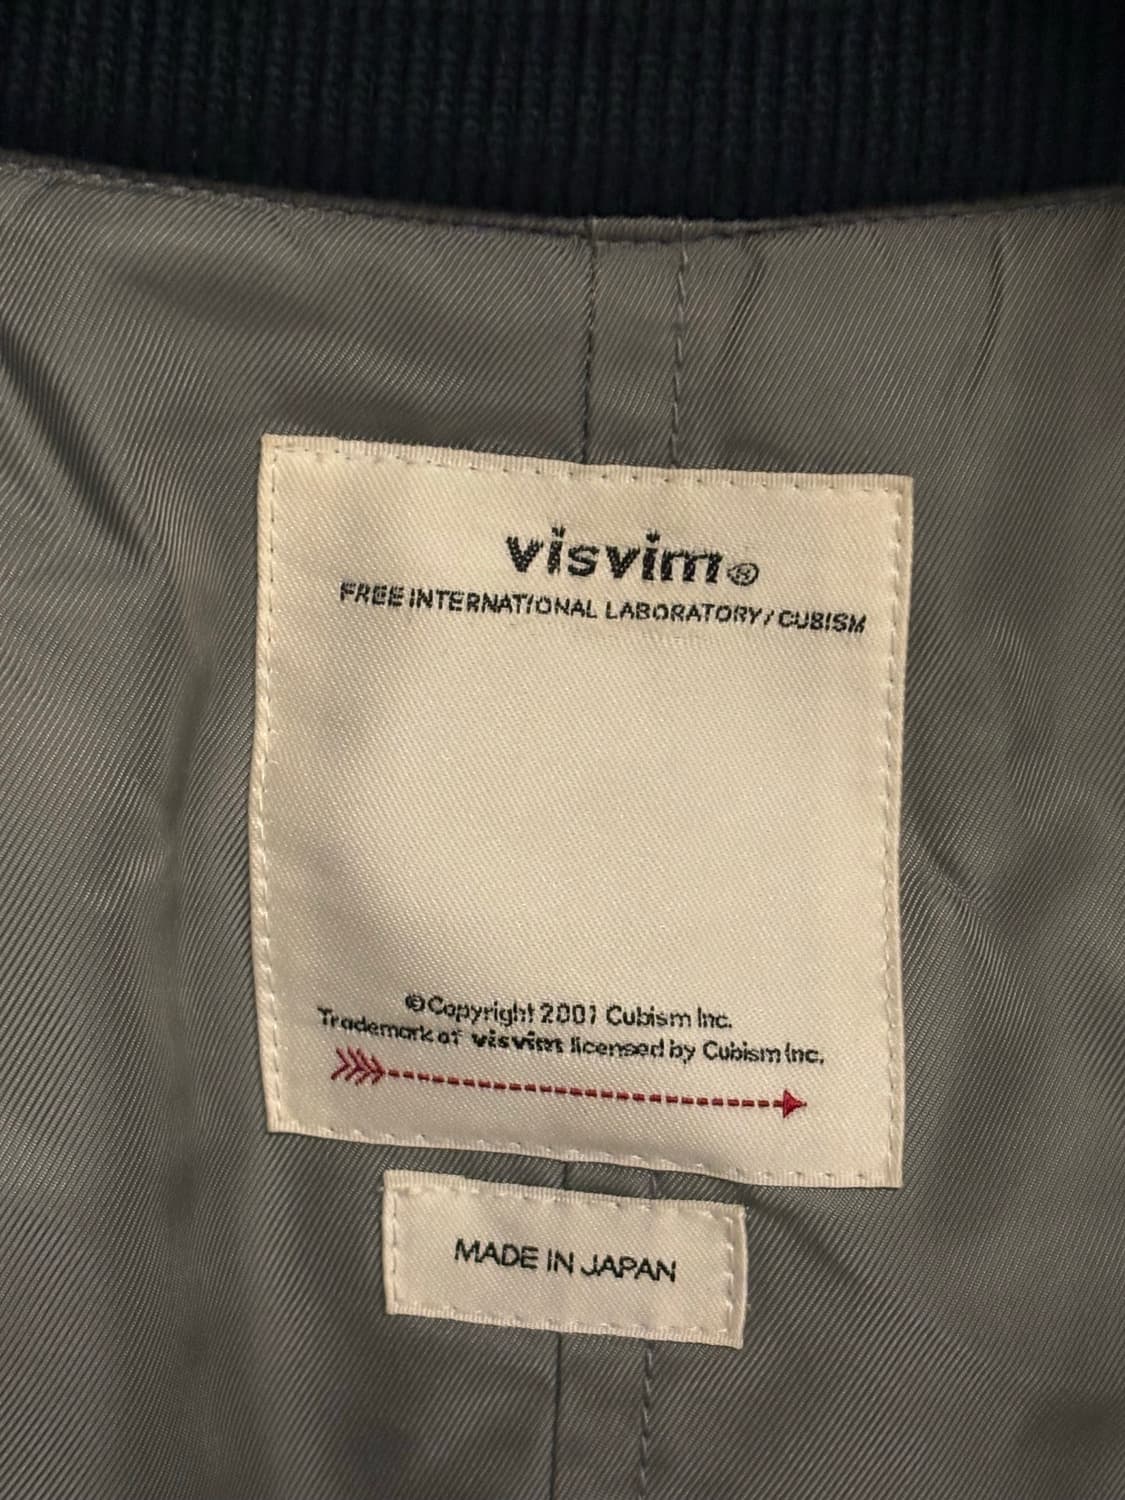 visvim®
FREE INTERNATIONAL LABORATORY / CUBISM
©Copyright 2001 Cubism Inc.
Trademark of visvim licensed by Cubism Inc.
MADE IN JAPAN